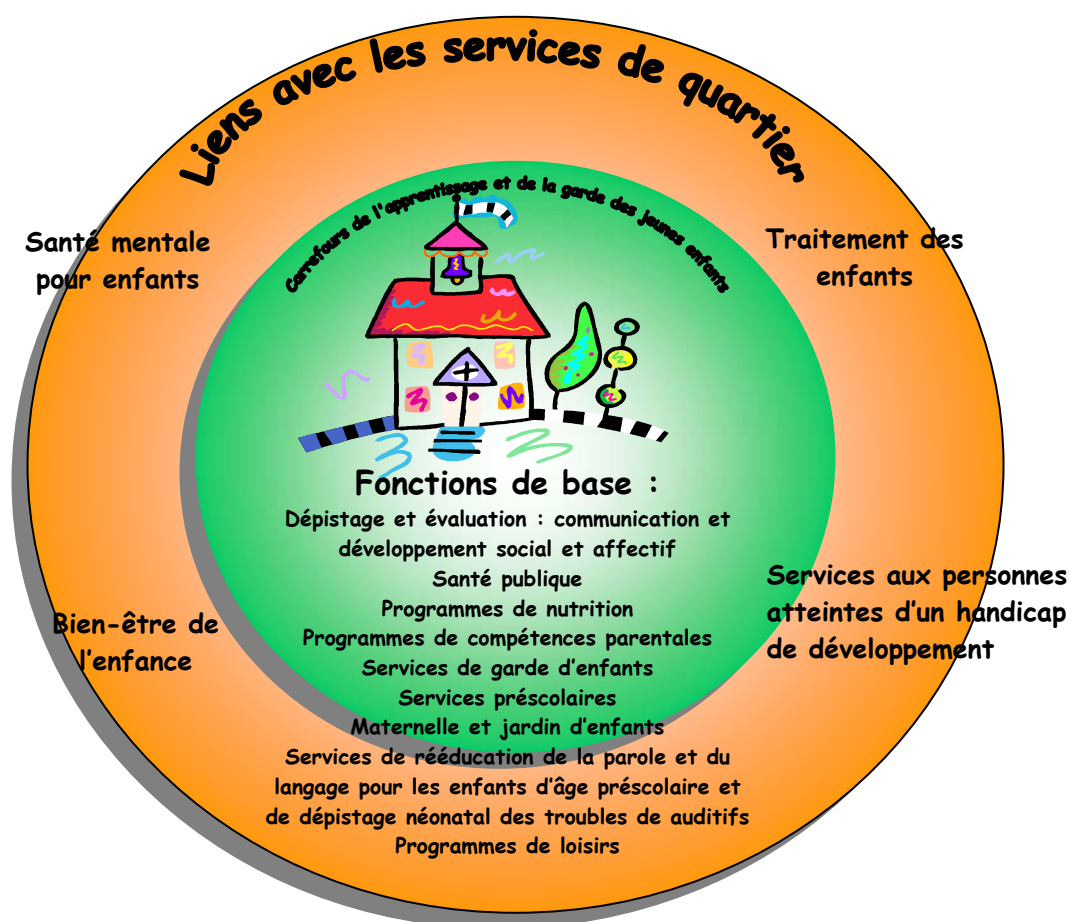 Liens avec les services de quartier
Carrefours de l'apprentissage et de la garde des jeunes enfants
Santé mentale
pour enfants
Traitement des
enfants
Fonctions de base :
Dépistage et évaluation : communication et
développement social et affectif
Santé publique
Programmes de nutrition
Programmes de compétences parentales
Services de garde d'enfants
Services préscolaires
Maternelle et jardin d'enfants
Services de rééducation de la parole et du
langage pour les enfants d'âge préscolaire et
de dépistage néonatal des troubles de auditifs
Programmes de loisirs
Bien-être de
l'enfance
Services aux personnes
atteintes d'un handicap
de développement